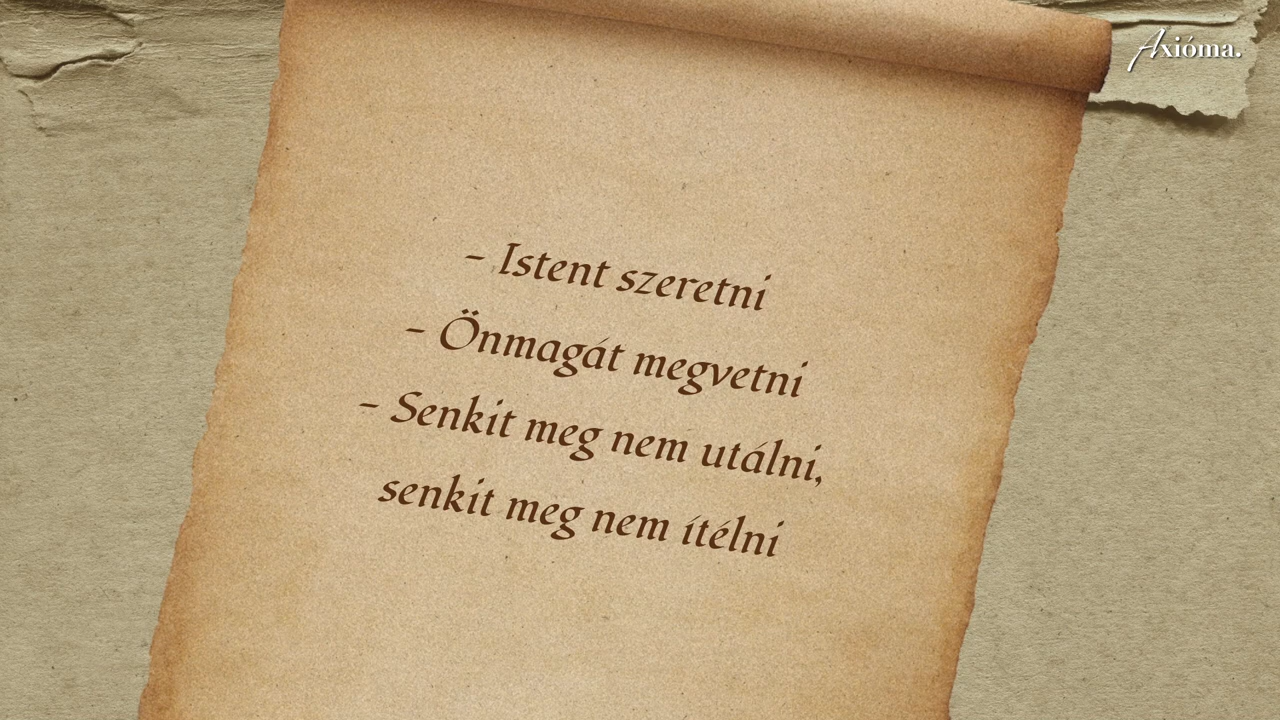 Axióma.
- Istent szeretni
- Önmagát megvetni
- Senkit meg nem utálni,
senkit meg nem ítélni